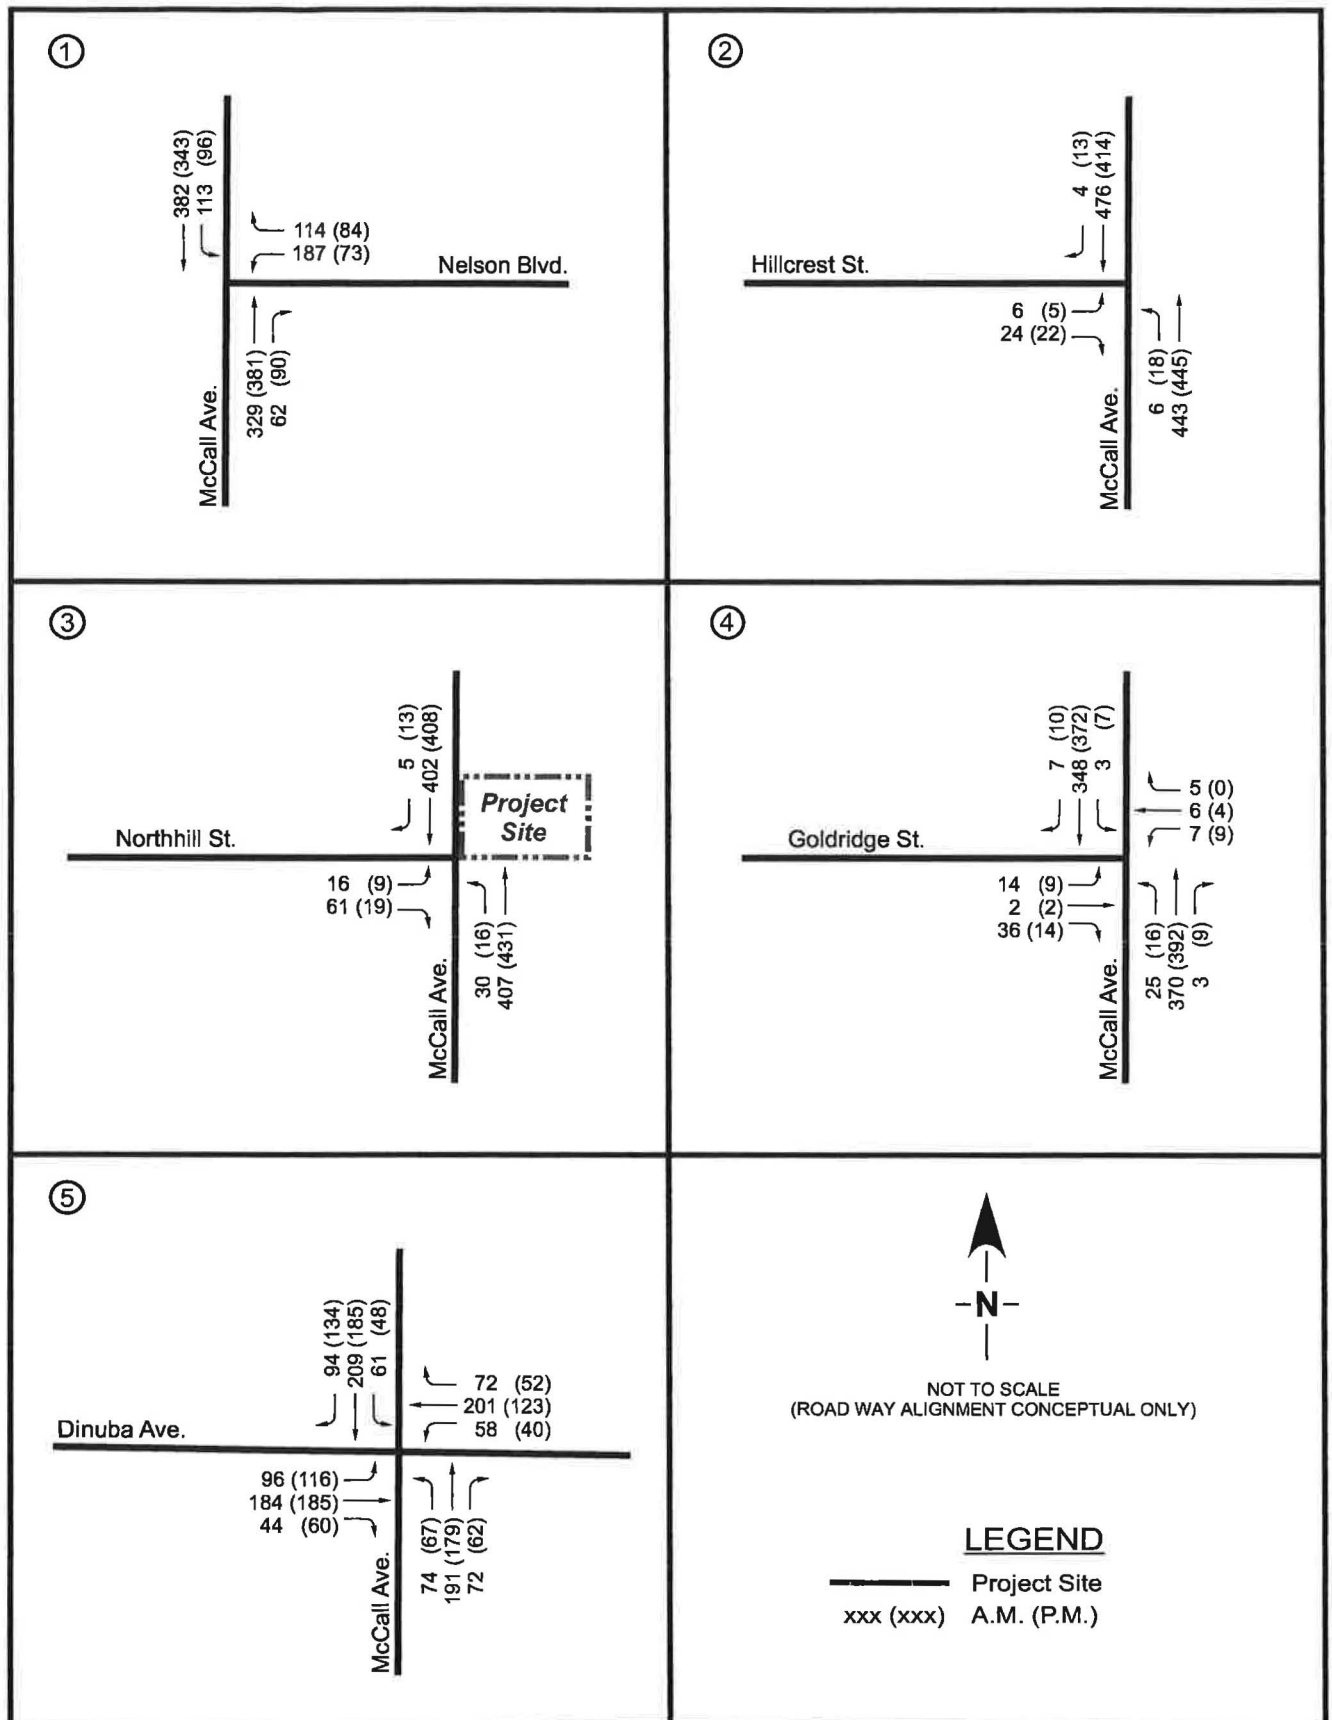 1
382 (343)
113 (96)
114 (84)
187 (73)
Nelson Blvd.
329 (381)
62 (90)
McCall Ave.
2
4 (13)
476 (414)
Hillcrest St.
6 (5)
24 (22)
6 (18)
443 (445)
McCall Ave.
3
5 (13)
402 (408)
Project
Site
Northhill St.
16 (9)
61 (19)
30 (16)
407 (431)
McCall Ave.
4
7 (10)
348 (372)
3 (7)
5 (0)
6 (4)
7 (9)
Goldridge St.
14 (9)
2 (2)
36 (14)
25 (16)
370 (392)
3 (9)
McCall Ave.
5
94 (134)
209 (185)
61 (48)
72 (52)
201 (123)
58 (40)
Dinuba Ave.
96 (116)
184 (185)
44 (60)
74 (67)
191 (179)
72 (62)
McCall Ave.
N
NOT TO SCALE
(ROAD WAY ALIGNMENT CONCEPTUAL ONLY)
LEGEND
Project Site
xxx (xxx) A.M. (P.M.)